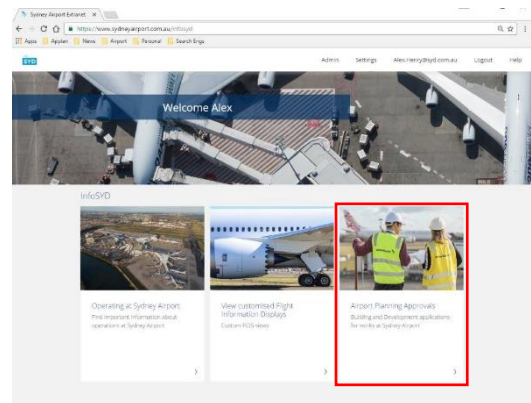 Sydney Airport Extranet
https://www.sydneyairport.com.au/infosyd
Apps Appian News Airport Personal Search Engs
SYD
Admin Settings Alex.Henry@syd.com.au Logout Help
Welcome Alex
InfoSYD
Operating at Sydney Airport
Find important information about
operations at Sydney Airport
View customised Flight
Information Displays
Custom FIDS views
Airport Planning Approvals
Building and Development applications
for works at Sydney Airport